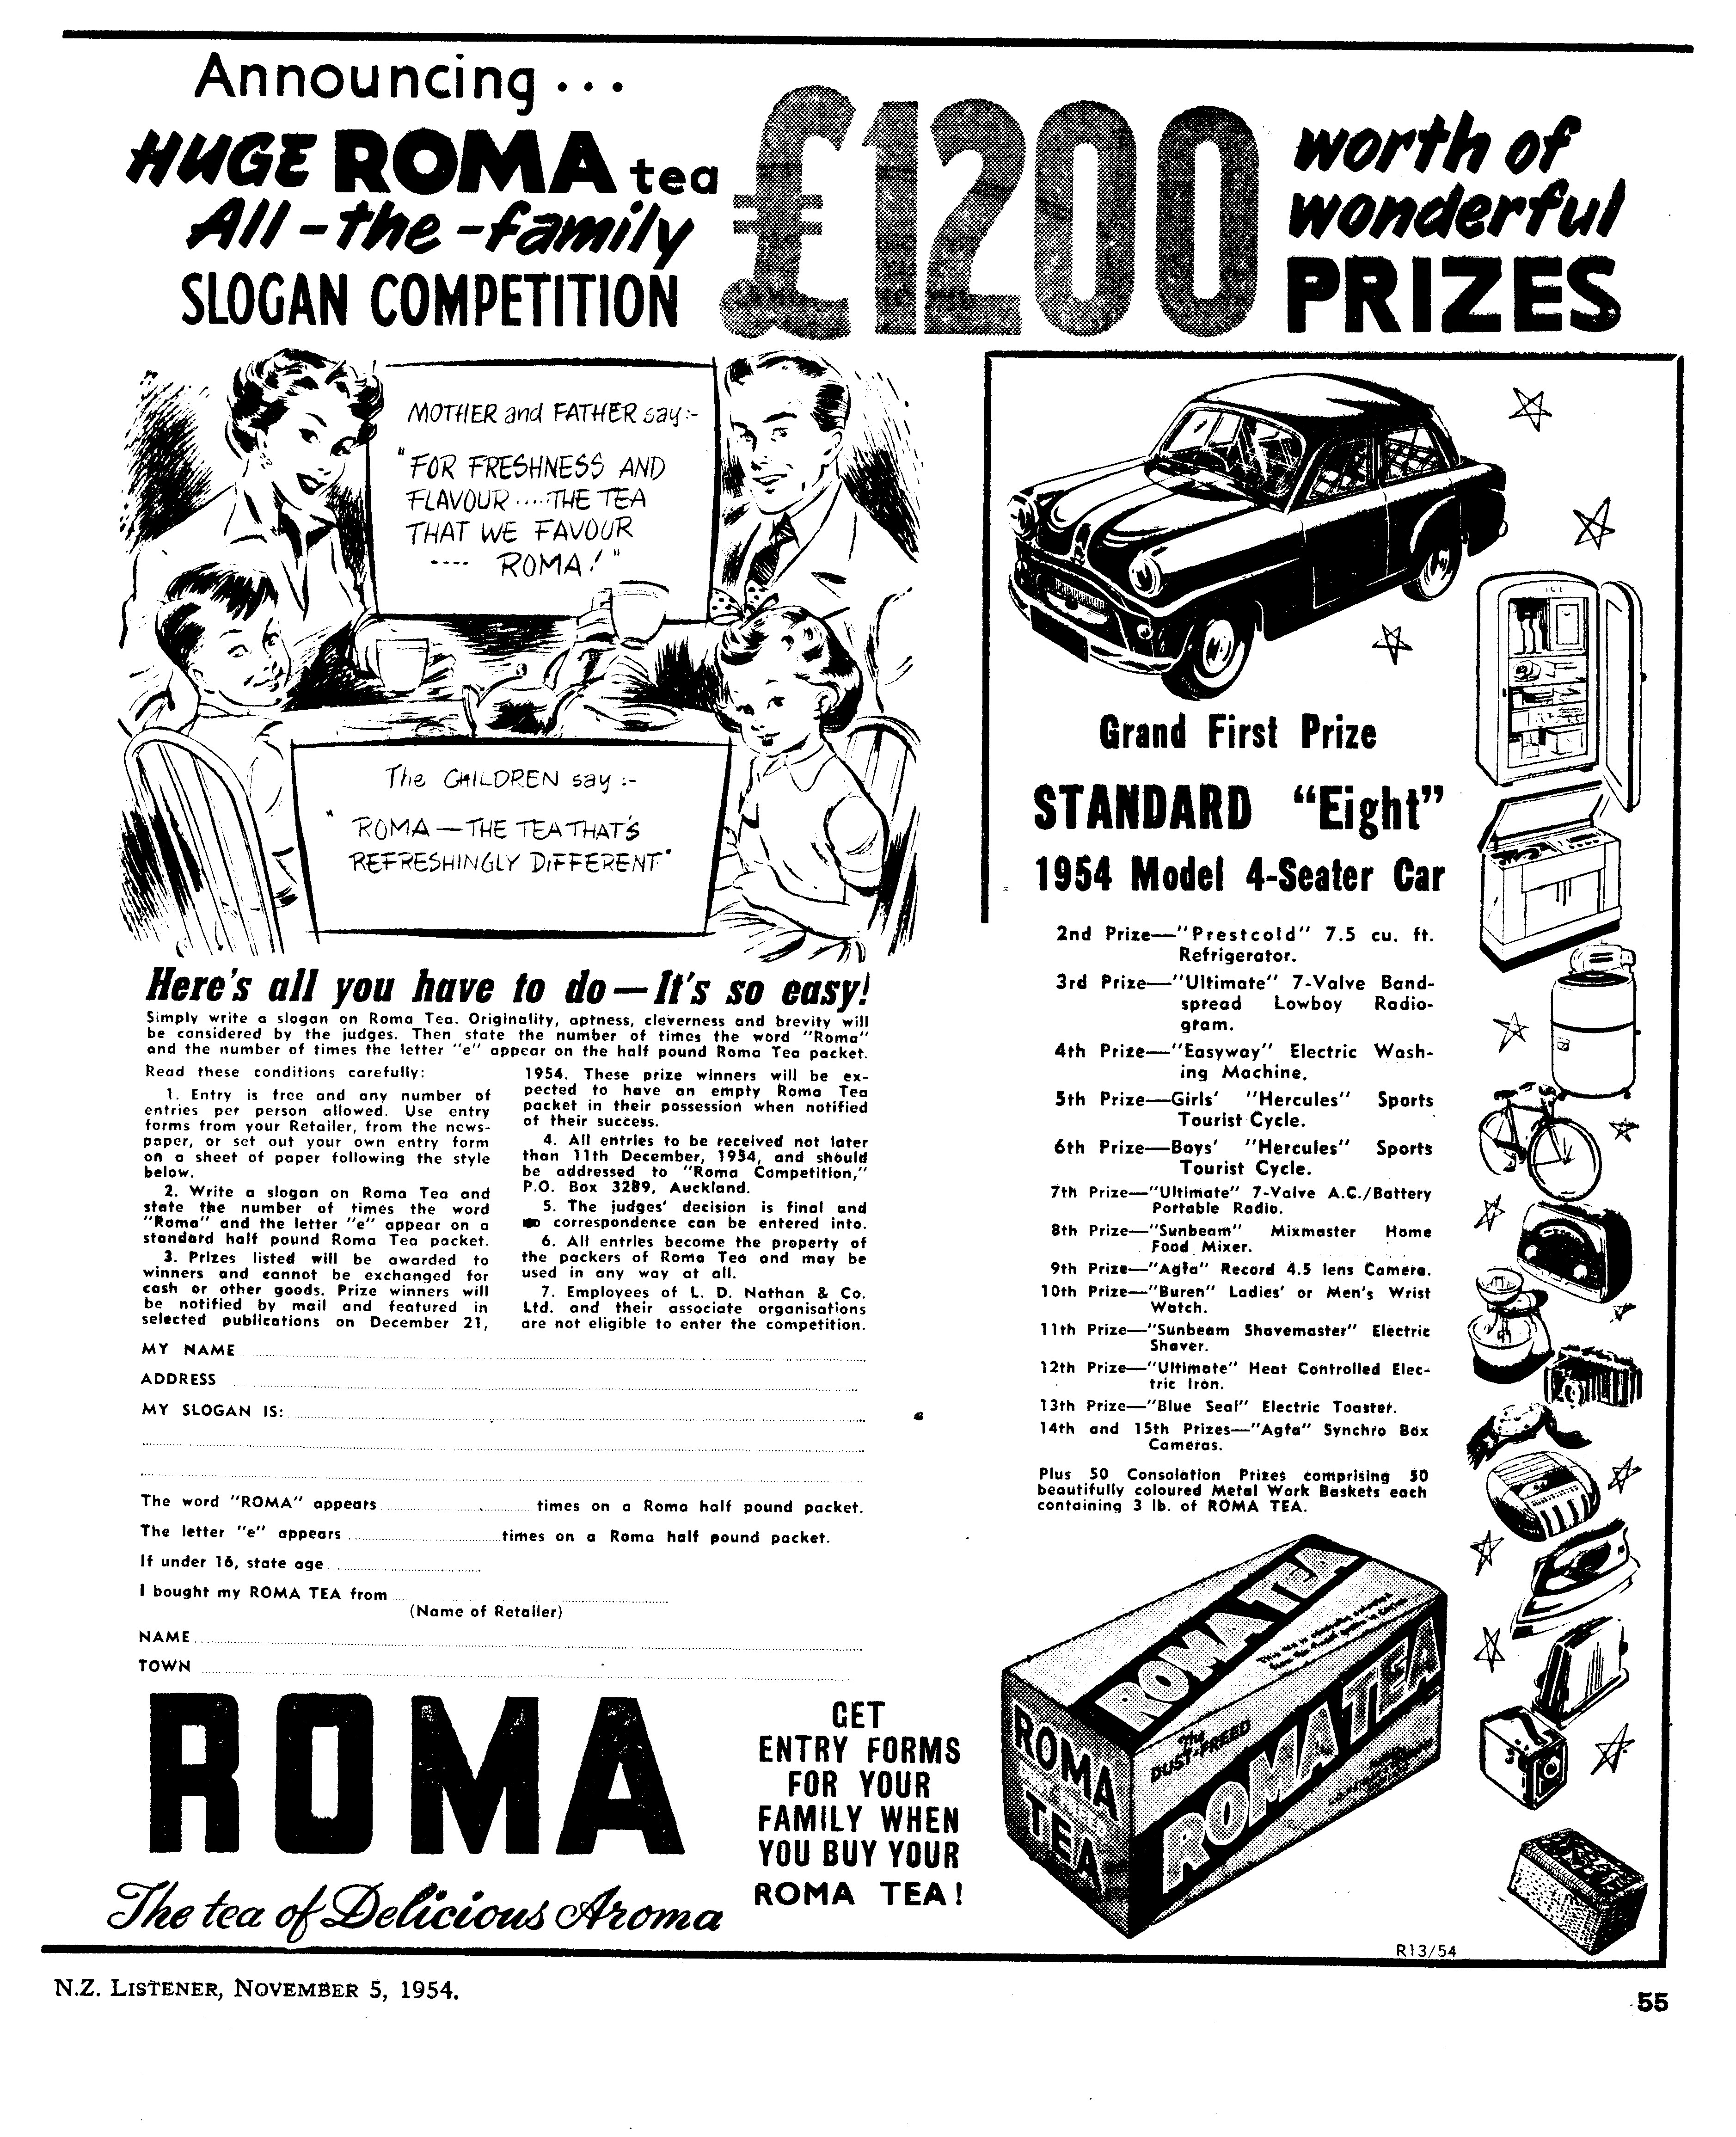 Announcing ...
HUGE ROMA tea
All-the-family
SLOGAN COMPETITION
£1200
worth of
wonderful
PRIZES
MOTHER and FATHER say:-
"FOR FRESHNESS AND
FLAVOUR....THE TEA
THAT WE FAVOUR
.... ROMA!"
The CHILDREN say:-
"ROMA—THE TEA THAT'S
REFRESHINGLY DIFFERENT"
Here's all you have to do—It's so easy!
Simply write a slogan on Roma Tea. Originality, aptness, cleverness and brevity will
be considered by the judges. Then state the number of times the word "Roma"
and the number of times the letter "e" appear on the half pound Roma Tea packet.
Read these conditions carefully:
1. Entry is free and any number of
entries per person allowed. Use entry
forms from your Retailer, from the news-
paper, or set out your own entry form
on a sheet of paper following the style
below.
2. Write a slogan on Roma Tea and
state the number of times the word
"Roma" and the letter "e" appear on a
standard half pound Roma Tea packet.
3. Prizes listed will be awarded to
winners and cannot be exchanged for
cash or other goods. Prize winners will
be notified by mail and featured in
selected publications on December 21,
1954. These prize winners will be ex-
pected to have an empty Roma Tea
packet in their possession when notified
of their success.
4. All entries to be received not later
than 11th December, 1954, and should
be addressed to "Roma Competition,"
P.O. Box 3289, Auckland.
5. The judges' decision is final and
no correspondence can be entered into.
6. All entries become the property of
the packers of Roma Tea and may be
used in any way at all.
7. Employees of L. D. Nathan & Co.
Ltd. and their associate organisations
are not eligible to enter the competition.
MY NAME
ADDRESS
MY SLOGAN IS:
The word "ROMA" appears times on a Roma half pound packet.
The letter "e" appears times on a Roma half pound packet.
If under 16, state age
I bought my ROMA TEA from
(Name of Retailer)
NAME
TOWN
ROMA
The tea of Delicious Aroma
GET
ENTRY FORMS
FOR YOUR
FAMILY WHEN
YOU BUY YOUR
ROMA TEA!
Grand First Prize
STANDARD "Eight"
1954 Model 4-Seater Car
2nd Prize—"Prestcold" 7.5 cu. ft.
Refrigerator.
3rd Prize—"Ultimate" 7-Valve Band-
spread Lowboy Radio-
gram.
4th Prize—"Easyway" Electric Wash-
ing Machine.
5th Prize—Girls' "Hercules" Sports
Tourist Cycle.
6th Prize—Boys' "Hercules" Sports
Tourist Cycle.
7th Prize—"Ultimate" 7-Valve A.C./Battery
Portable Radio.
8th Prize—"Sunbeam" Mixmaster Home
Food Mixer.
9th Prize—"Agfa" Record 4.5 lens Camera.
10th Prize—"Buren" Ladies' or Men's Wrist
Watch.
11th Prize—"Sunbeam Shavemaster" Electric
Shaver.
12th Prize—"Ultimate" Heat Controlled Elec-
tric Iron.
13th Prize—"Blue Seal" Electric Toaster.
14th and 15th Prizes—"Agfa" Synchro Box
Cameras.
Plus 50 Consolation Prizes comprising 50
beautifully coloured Metal Work Baskets each
containing 3 lb. of ROMA TEA.
ROMA TEA
ROMA TEA
The
DUST-FREED
ROMA TEA
ROMA
TEA
R13/54
N.Z. LISTENER, NOVEMBER 5, 1954.
55